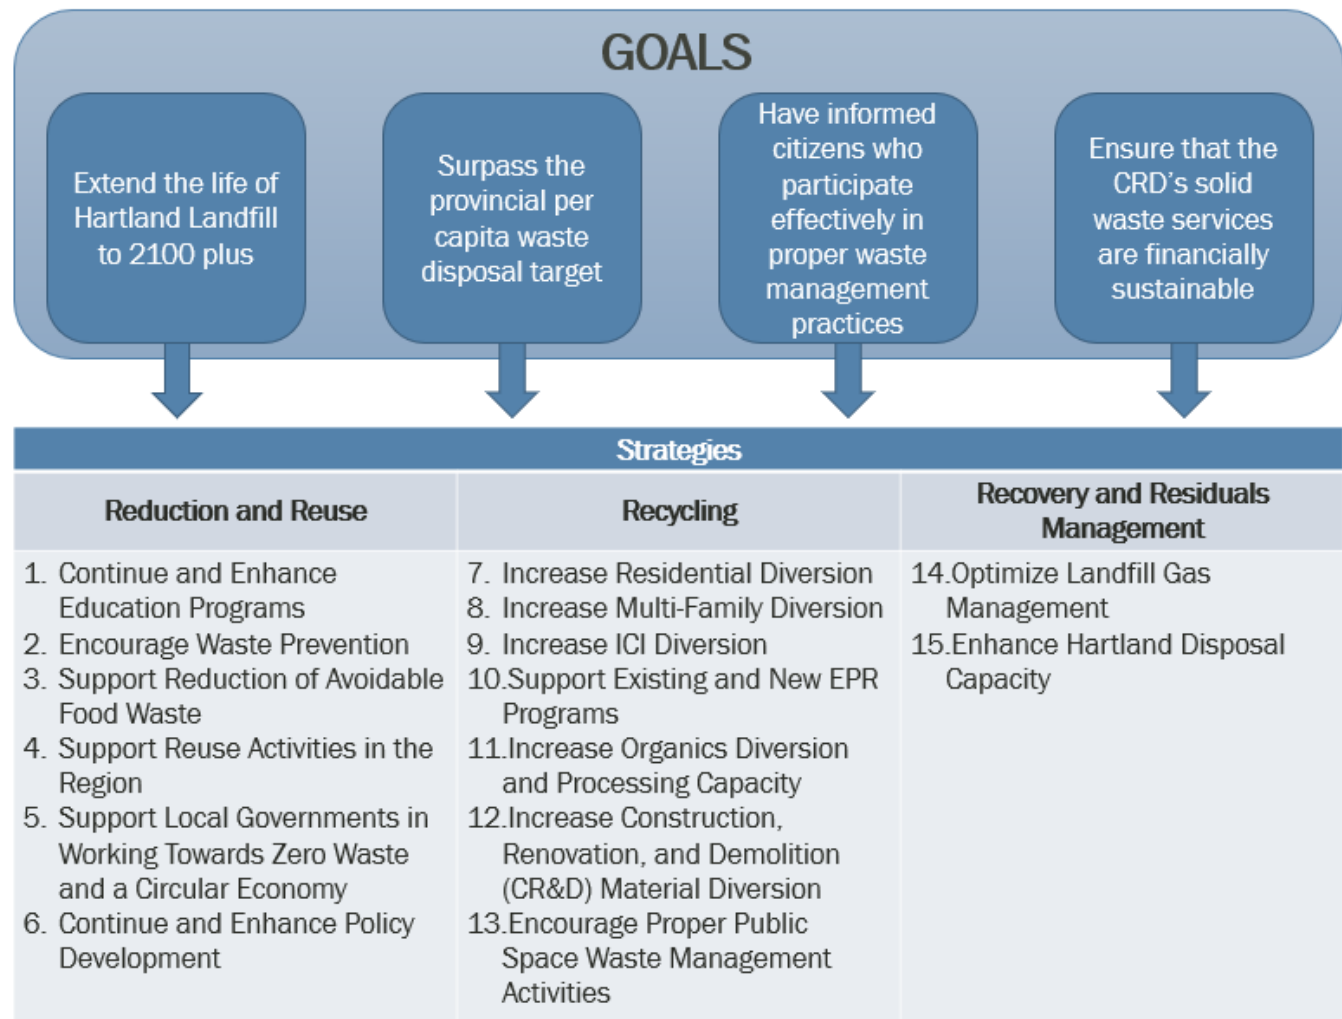 GOALS
Extend the life of
Hartland Landfill
to 2100 plus
Surpass the
provincial per
capita waste
disposal target
Have informed
citizens who
participate
effectively in
proper waste
management
practices
Ensure that the
CRD's solid
waste services
are financially
sustainable
Strategies
Reduction and Reuse
1. Continue and Enhance
Education Programs
2. Encourage Waste Prevention
3. Support Reduction of Avoidable
Food Waste
4. Support Reuse Activities in the
Region
5. Support Local Governments in
Working Towards Zero Waste
and a Circular Economy
6. Continue and Enhance Policy
Development
Recycling
7. Increase Residential Diversion
8. Increase Multi-Family Diversion
9. Increase ICI Diversion
10.Support Existing and New EPR
Programs
11.Increase Organics Diversion
and Processing Capacity
12.Increase Construction,
Renovation, and Demolition
(CR&D) Material Diversion
13.Encourage Proper Public
Space Waste Management
Activities
Recovery and Residuals
Management
14.Optimize Landfill Gas
Management
15.Enhance Hartland Disposal
Capacity